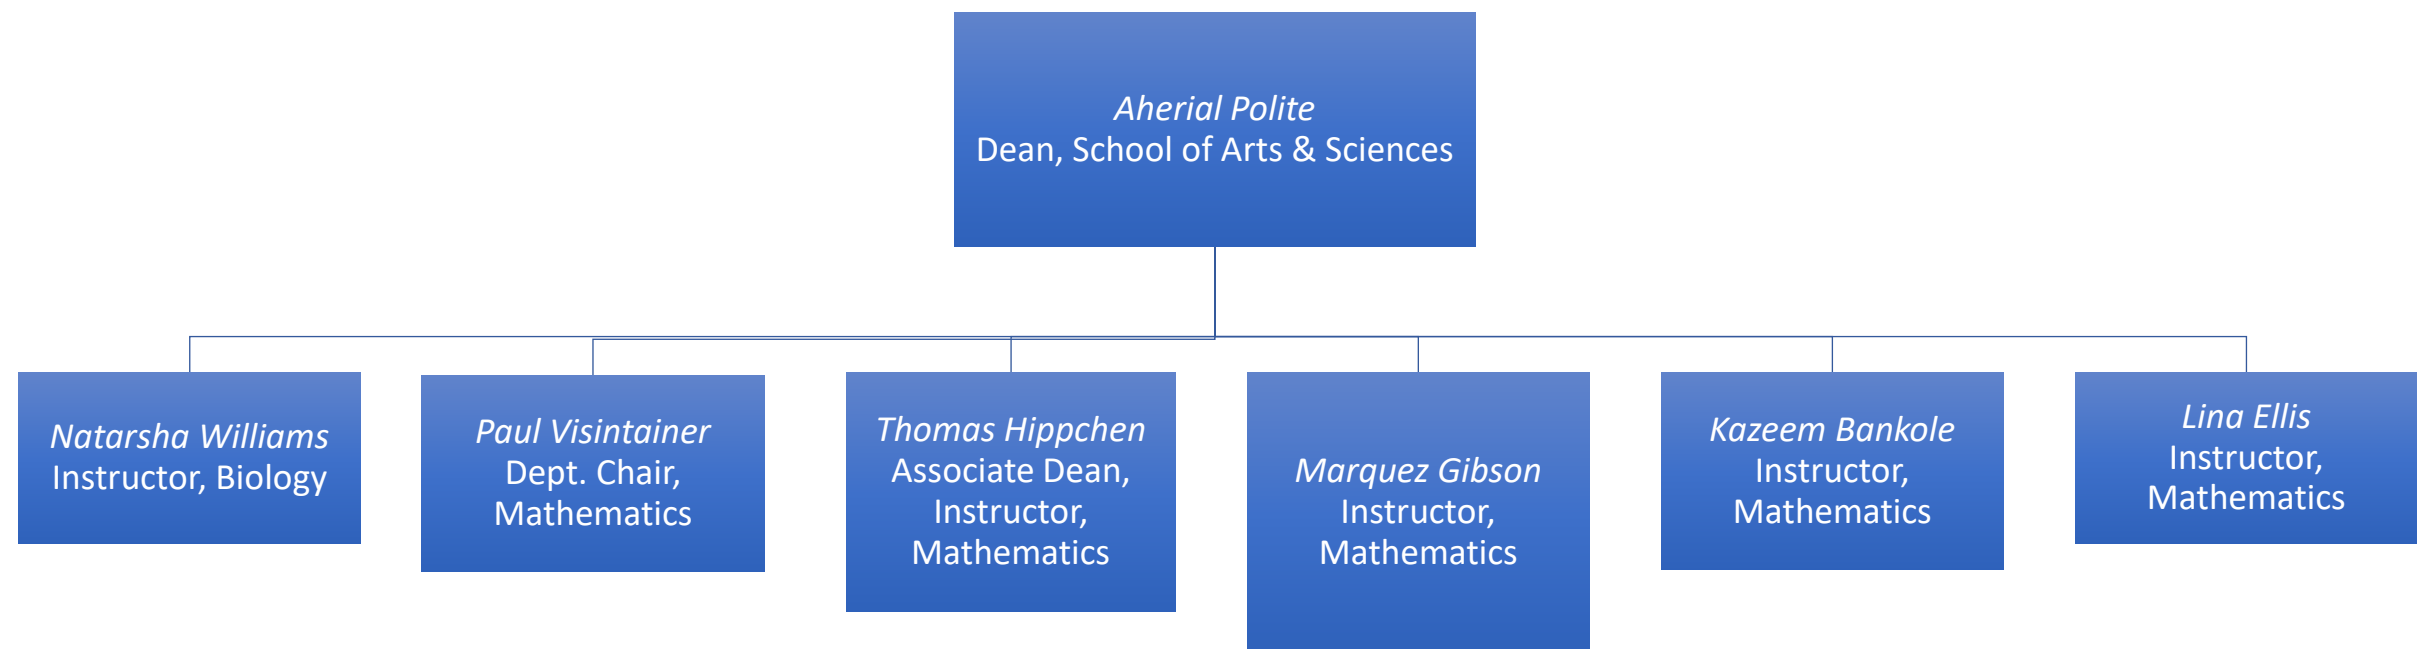 Aherial Polite
Dean, School of Arts & Sciences
Natarsha Williams
Instructor, Biology
Paul Visintainer
Dept. Chair,
Mathematics
Thomas Hippchen
Associate Dean,
Instructor,
Mathematics
Marquez Gibson
Instructor,
Mathematics
Kazeem Bankole
Instructor,
Mathematics
Lina Ellis
Instructor,
Mathematics